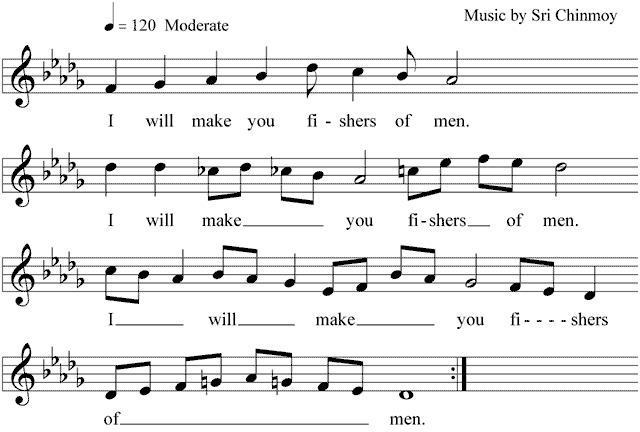 Music by Sri Chinmoy
= 120 Moderate
I will make you fi - shers of men.
I will make you fi - shers of men.
I will make you fi - - - - shers
of men.